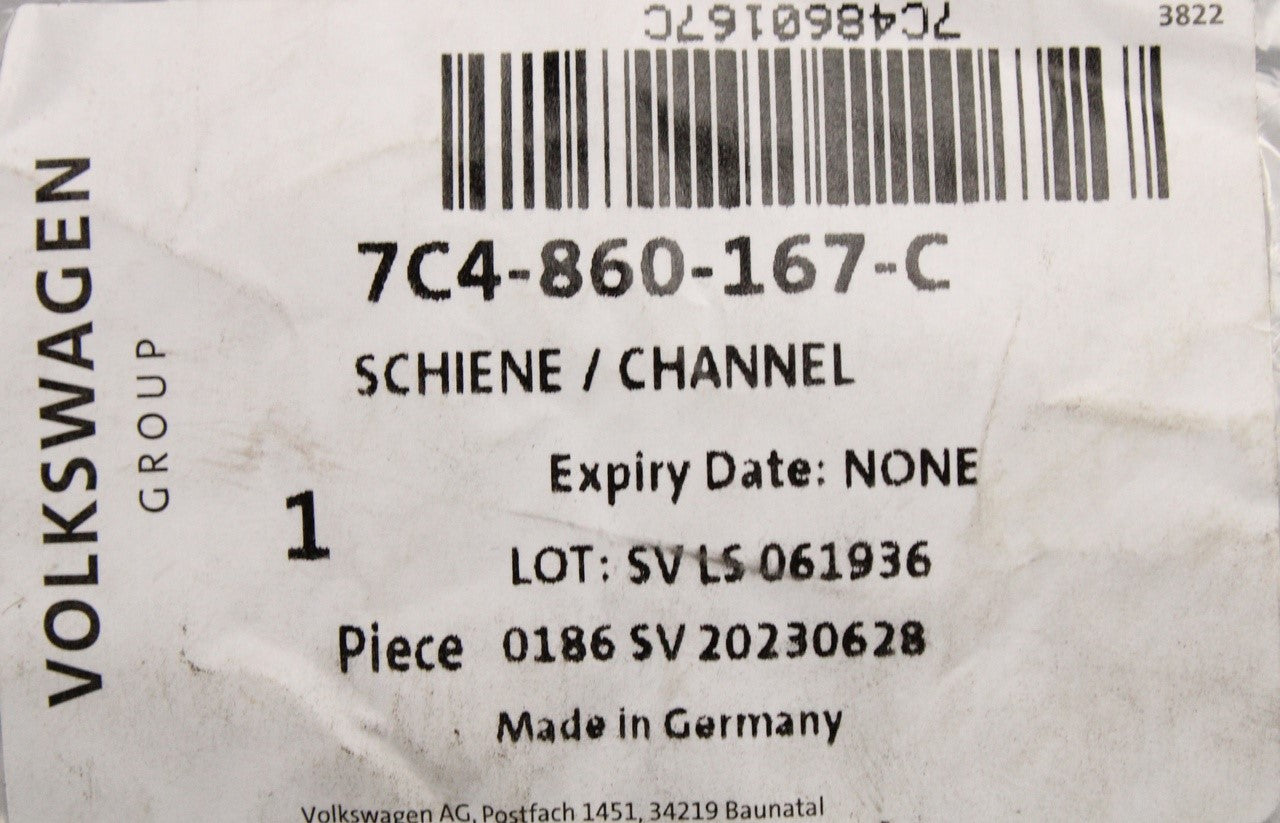 7C4860167C
3822
7C4-860-167-C
SCHIENE / CHANNEL
Expiry Date: NONE
1
LOT: SV LS 061936
Piece 0186 SV 20230628
Made in Germany
Volkswagen AG, Postfach 1451, 34219 Baunatal
VOLKSWAGEN
GROUP